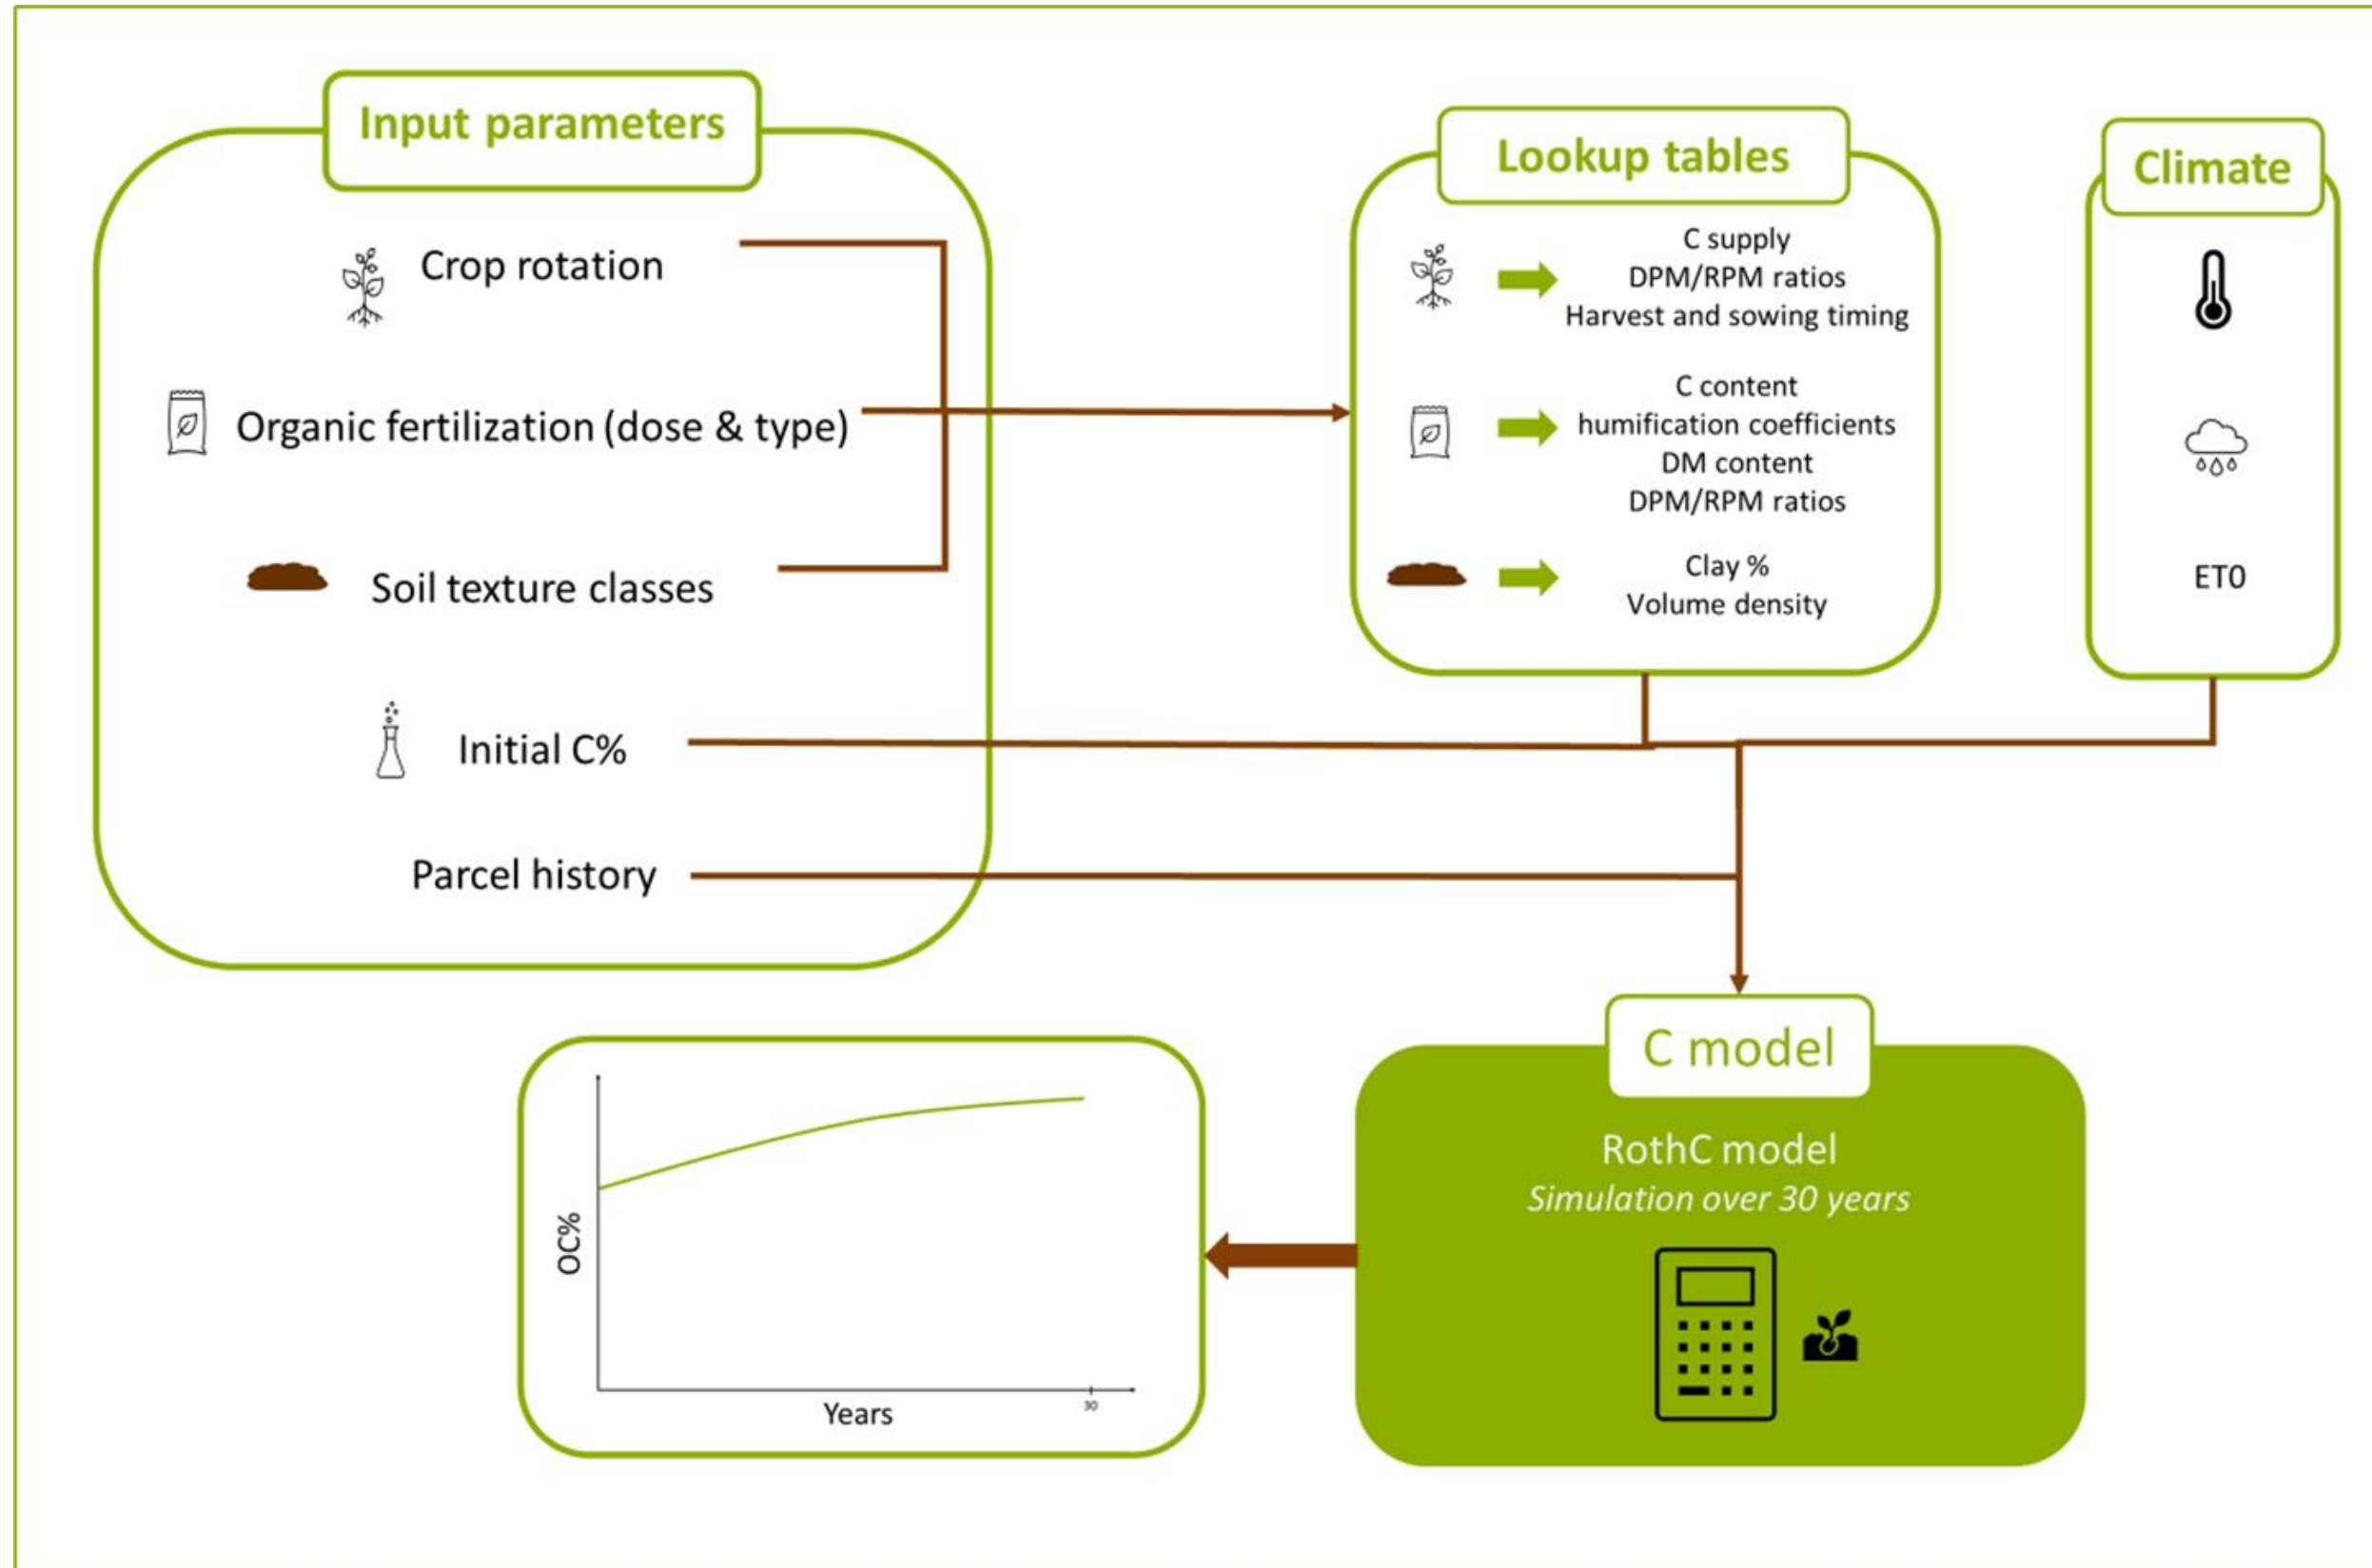 Input parameters
Crop rotation
Organic fertilization (dose & type)
Soil texture classes
Initial C%
Parcel history
Lookup tables
C supply
DPM/RPM ratios
Harvest and sowing timing
C content
humification coefficients
DM content
DPM/RPM ratios
Clay %
Volume density
Climate
ET0
C model
RothC model
Simulation over 30 years
OC%
Years
30